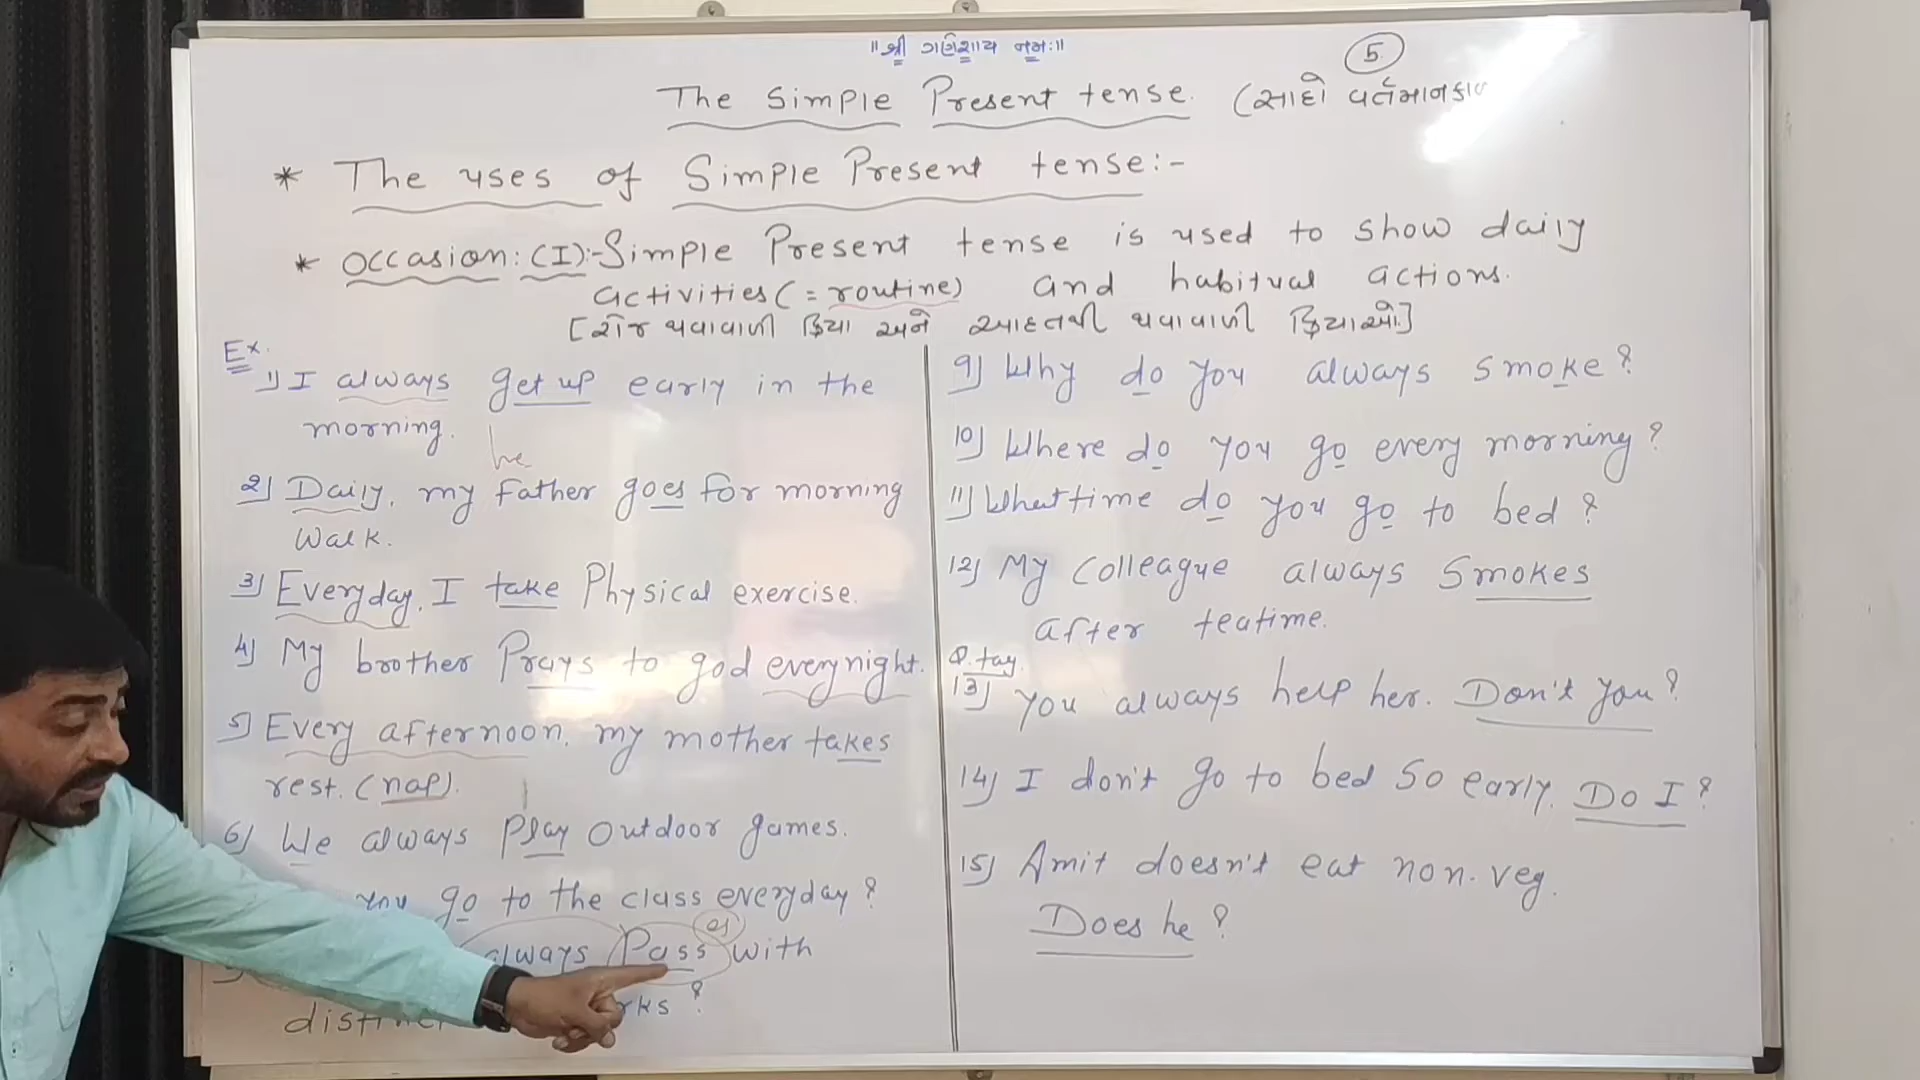 ॥ શ્રી ગણેશાય નમઃ॥
5.
The Simple Present tense. (સાદો વર્તમાનકાળ
* The uses of Simple Present tense:-
* Occasion: (I):- Simple Present tense is used to show daily
activities (= routine) and habitual actions.
[રોજ થવાવાળી ક્રિયા અને આદતથી થવાવાળી ક્રિયાઓ.]
Ex.
1) I always get up early in the
morning.
he
2) Daily, my father goes for morning
walk.
3) Everyday, I take Physical exercise.
4) My brother Prays to god every night.
5) Every afternoon, my mother takes
rest. (nap).
6) We always Play outdoor games.
you go to the class everyday?
always Pass es with
rks?
9) Why do you always smoke?
10) Where do you go every morning?
11) What time do you go to bed?
12) My colleague always smokes
after teatime.
Q. tag.
13) You always help her. Don't you?
14) I don't go to bed so early. Do I?
15) Amit doesn't eat non-veg.
Does he?